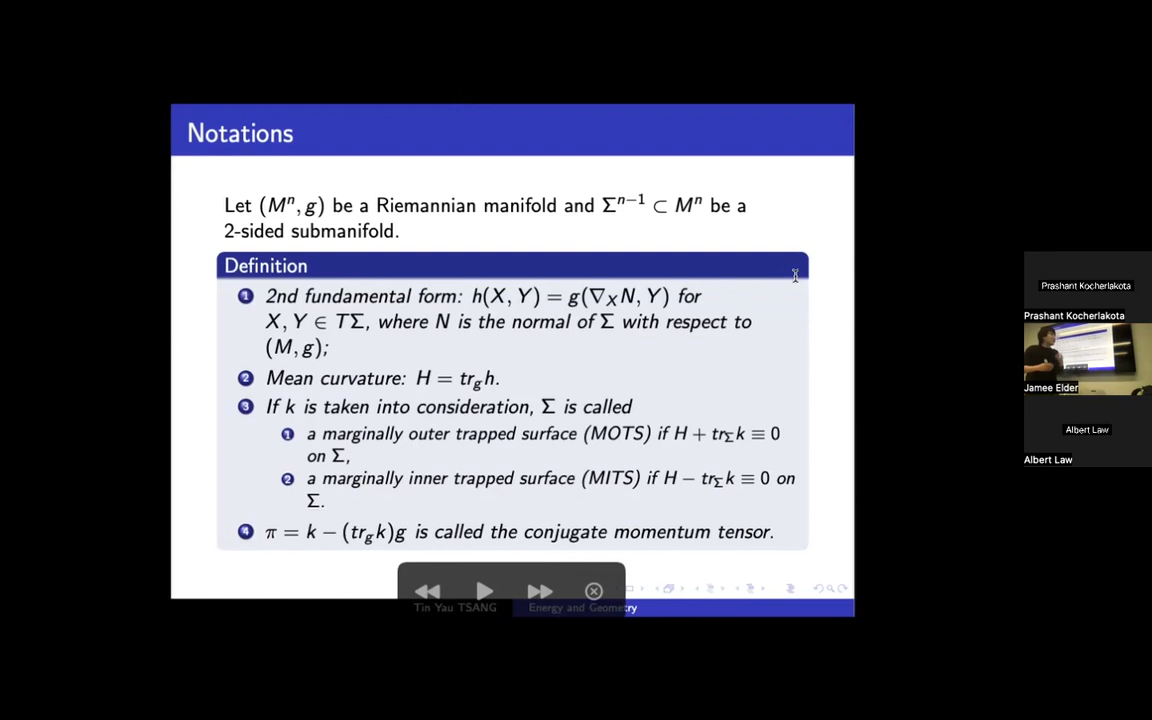 Notations
Let (Mⁿ, g) be a Riemannian manifold and Σⁿ⁻¹ ⊂ Mⁿ be a
2-sided submanifold.
Definition
1 2nd fundamental form: h(X, Y) = g(∇_X N, Y) for
X, Y ∈ TΣ, where N is the normal of Σ with respect to
(M, g);
2 Mean curvature: H = tr_g h.
3 If k is taken into consideration, Σ is called
1 a marginally outer trapped surface (MOTS) if H + tr_Σ k ≡ 0
on Σ,
2 a marginally inner trapped surface (MITS) if H − tr_Σ k ≡ 0 on
Σ.
4 π = k − (tr_g k)g is called the conjugate momentum tensor.
Tin Yau TSANG Energy and Geometry
Prashant Kocherlakota
Prashant Kocherlakota
Jamee Elder
Albert Law
Albert Law